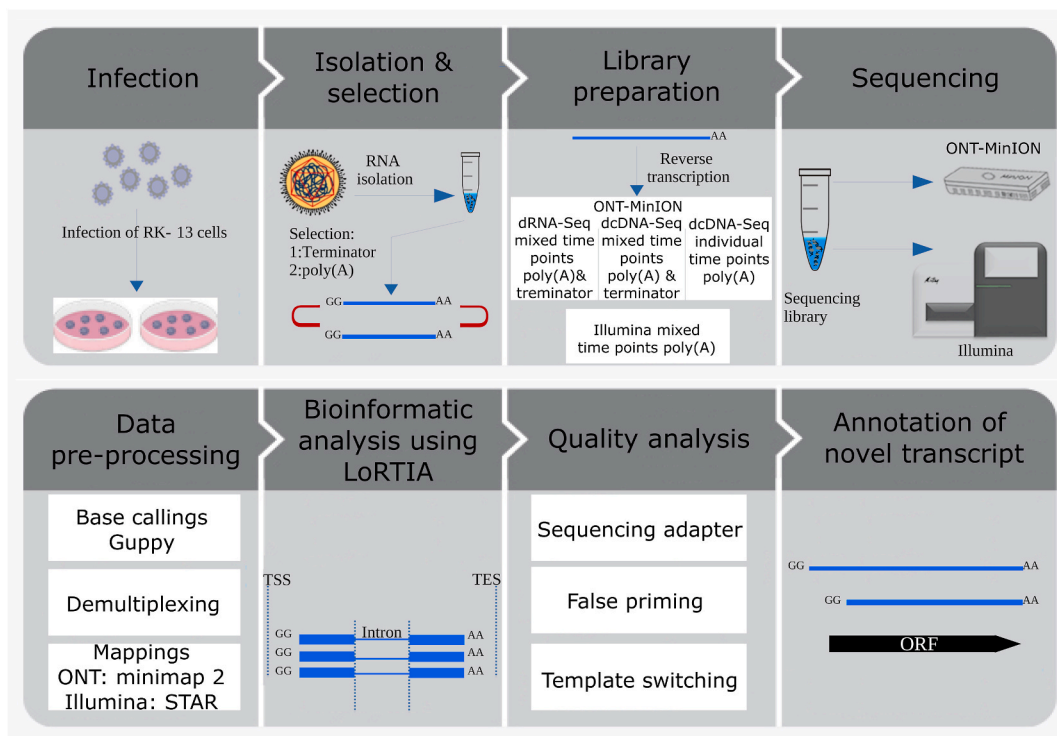 Infection
Infection of RK- 13 cells
Isolation &
selection
RNA
isolation
Selection:
1:Terminator
2:poly(A)
GG
AA
GG
AA
Library
preparation
AA
Reverse
transcription
ONT-MinION
dRNA-Seq
mixed time
points
poly(A)&
treminator
dcDNA-Seq
mixed time
points
poly(A) &
terminator
dcDNA-Seq
individual
time points
poly(A)
Illumina mixed
time points poly(A)
Sequencing
ONT-MinION
MinION
Sequencing
library
Illumina
Data
pre-processing
Base callings
Guppy
Demultiplexing
Mappings
ONT: minimap 2
Illumina: STAR
Bioinformatic
analysis using
LoRTIA
TSS
TES
GG
Intron
AA
GG
AA
GG
AA
Quality analysis
Sequencing adapter
False priming
Template switching
Annotation of
novel transcript
GG
AA
GG
AA
ORF